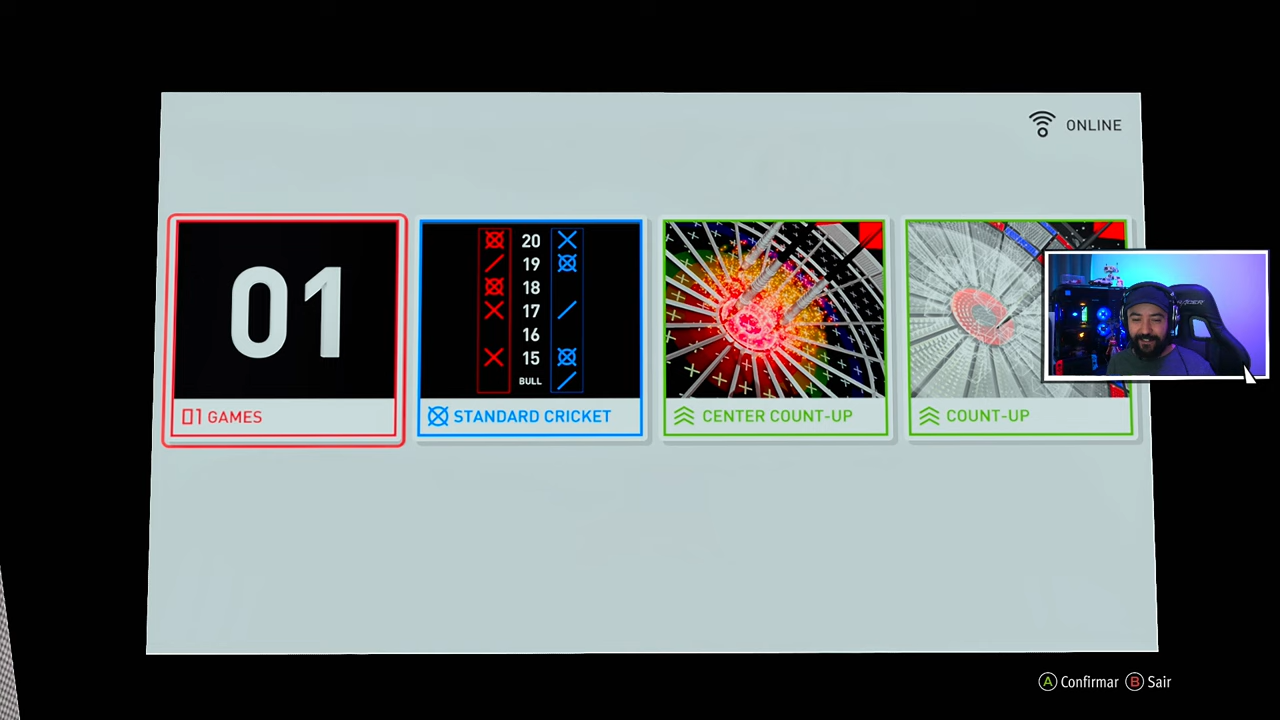 ONLINE
01
01 GAMES
20
19
18
17
16
15
BULL
STANDARD CRICKET
CENTER COUNT-UP
COUNT-UP
A Confirmar B Sair